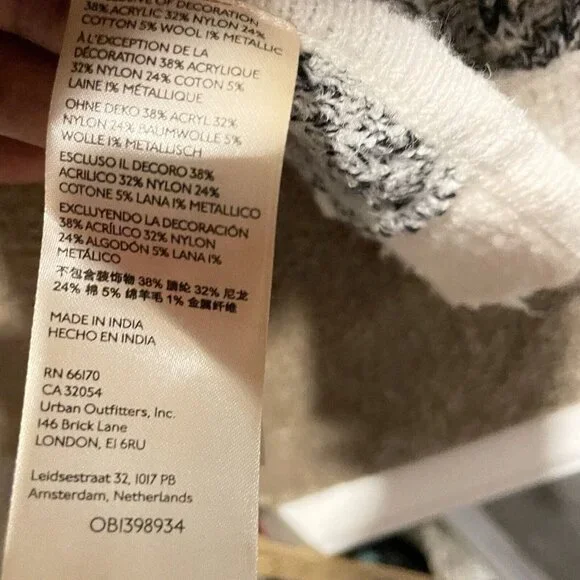 OF DECORATION
38% ACRYLIC 32% NYLON 24%
COTTON 5% WOOL 1% METALLIC
À L'EXCEPTION DE LA
DÉCORATION 38% ACRYLIQUE
32% NYLON 24% COTON 5%
LAINE 1% MÉTALLIQUE
OHNE DEKO 38% ACRYL 32%
NYLON 24% BAUMWOLLE 5%
WOLLE 1% METALLISCH
ESCLUSO IL DECORO 38%
ACRILICO 32% NYLON 24%
COTONE 5% LANA 1% METALLICO
EXCLUYENDO LA DECORACIÓN
38% ACRÍLICO 32% NYLON
24% ALGODÓN 5% LANA 1%
METÁLICO
不包含装饰物 38% 腈纶 32% 尼龙
24% 棉 5% 绵羊毛 1% 金属纤维
MADE IN INDIA
HECHO EN INDIA
RN 66170
CA 32054
Urban Outfitters, Inc.
146 Brick Lane
LONDON, E1 6RU
Leidsestraat 32, 1017 PB
Amsterdam, Netherlands
OB1398934